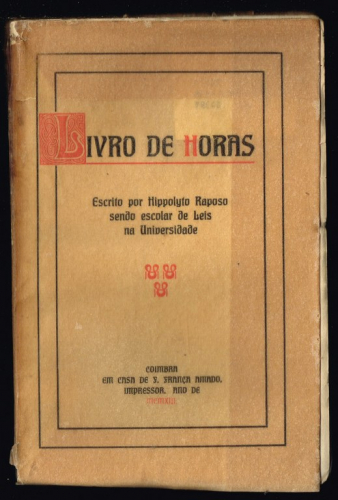 LIVRO DE HORAS
Escrito por Hippolyto Raposo
sendo escolar de Leis
na Universidade
COIMBRA
EM CASA DE F. FRANÇA AMADO,
IMPRESSOR. ANO DE